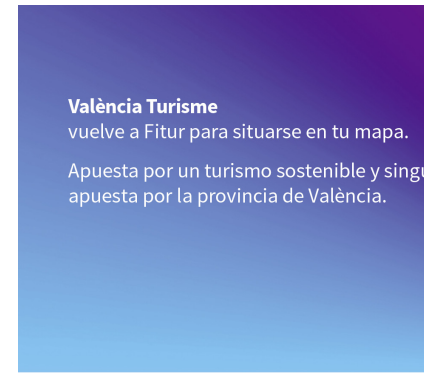 València Turisme
vuelve a Fitur para situarse en tu mapa.
Apuesta por un turismo sostenible y
apuesta por la provincia de València.